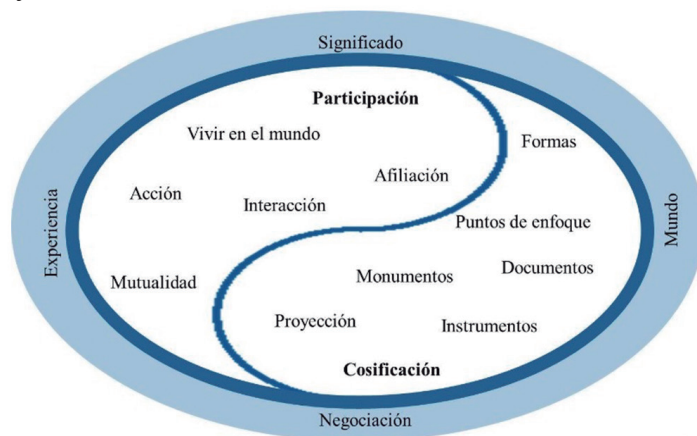 Significado
Participación
Vivir en el mundo
Formas
Afiliación
Acción
Interacción
Puntos de enfoque
Experiencia
Mundo
Documentos
Monumentos
Mutualidad
Proyección
Instrumentos
Cosificación
Negociación